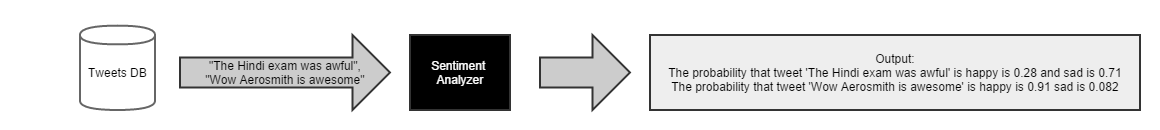 Tweets DB
"The Hindi exam was awful",
"Wow Aerosmith is awesome"
Sentiment
Analyzer
Output:
The probability that tweet 'The Hindi exam was awful' is happy is 0.28 and sad is 0.71
The probability that tweet 'Wow Aerosmith is awesome' is happy is 0.91 sad is 0.082